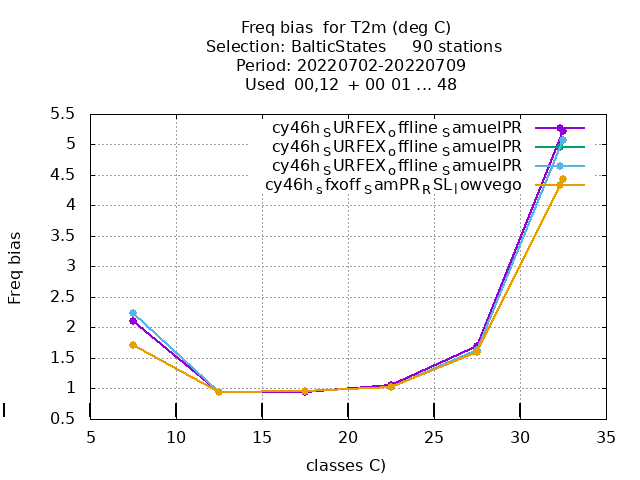 Freq bias for T2m (deg C)
Selection: BalticStates 90 stations
Period: 20220702-20220709
Used 00,12 + 00 01 ... 48
5.5
5
4.5
4
3.5
3
2.5
2
1.5
1
0.5
Freq bias
cy46h_SURFEX_offline_SamuelPR
cy46h_SURFEX_offline_SamuelPR
cy46h_SURFEX_offline_SamuelPR
cy46h_sfxoff_SamPR_RSL_lowvego
5 10 15 20 25 30 35
classes C)